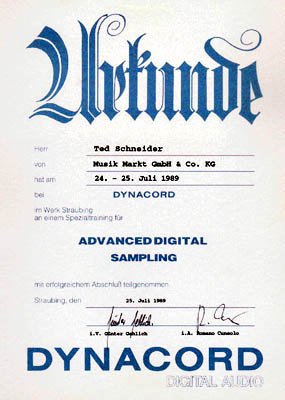 Urkunde
Herr Ted Schneider
von Musik Markt GmbH & Co. KG
hat am 24. - 25. Juli 1989
bei DYNACORD
im Werk Straubing
an einem Spezialtraining für
ADVANCED DIGITAL
SAMPLING
mit erfolgreichem Abschluß teilgenommen.
Straubing, den 25. Juli 1989
i.V. Günter Oehlich i.A. Romano Cunsolo
DYNACORD
DIGITAL AUDIO